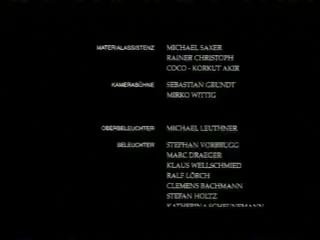 MATERIALASSISTENZ MICHAEL SAXER
RAINER CHRISTOPH
COCO - KORKUT AKIR
KAMERABÜHNE SEBASTIAN GRUNDT
MIRKO WITTIG
OBERBELEUCHTER MICHAEL LEUTHNER
BELEUCHTER STEPHAN VORBRUGG
MARC DRAEGER
KLAUS WELLSCHMIED
RALF LÖRCH
CLEMENS BACHMANN
STEFAN HOLTZ
KATHERINA